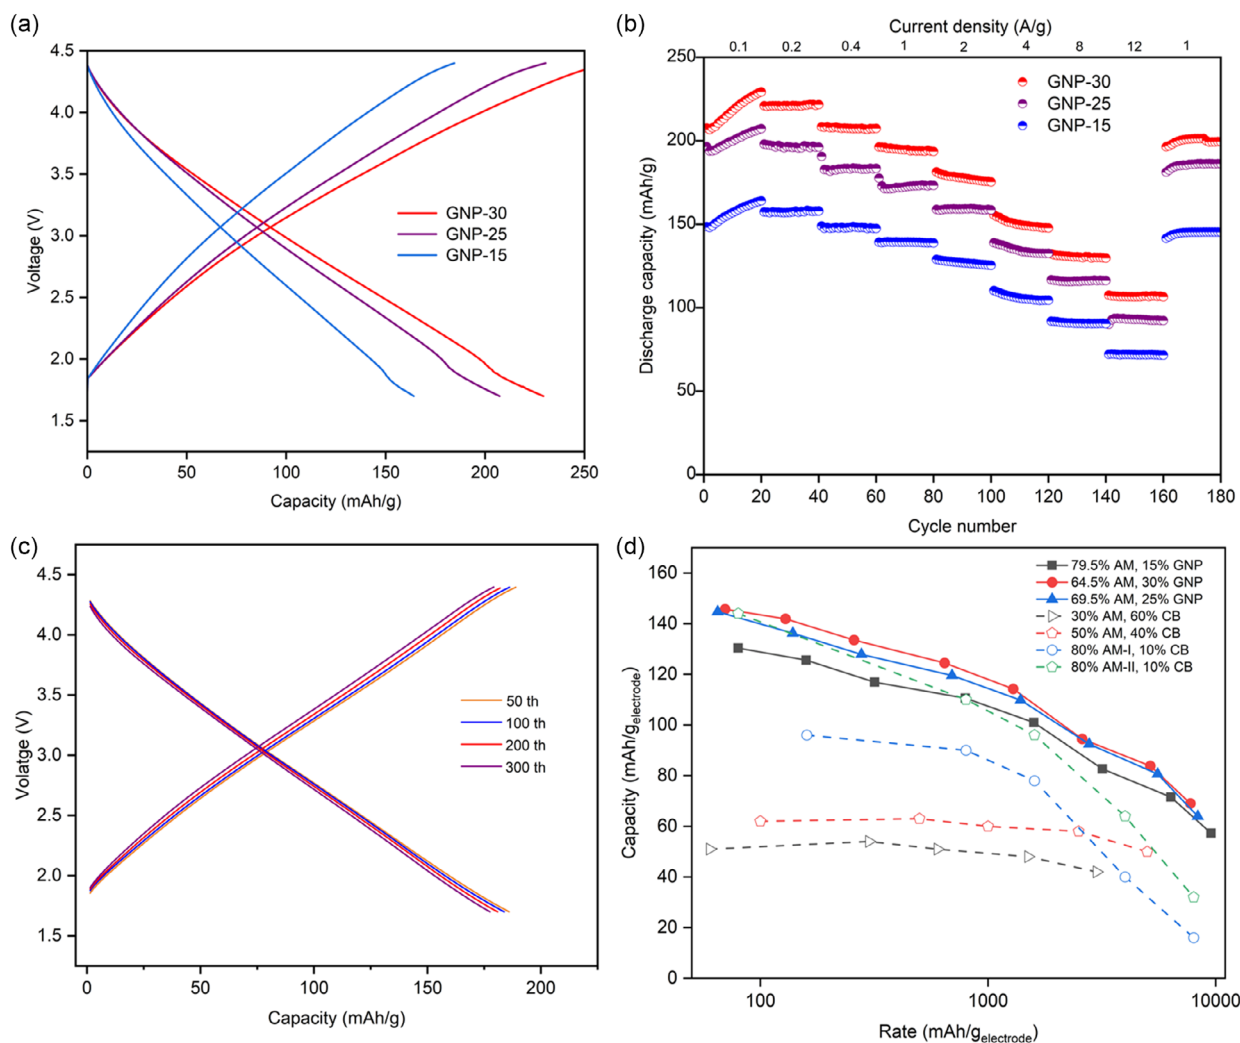 (a)
4.5
4.0
3.5
3.0
2.5
2.0
1.5
Voltage (V)
GNP-30
GNP-25
GNP-15
0 50 100 150 200 250
Capacity (mAh/g)
(b)
Current density (A/g)
0.1 0.2 0.4 1 2 4 8 12 1
250
200
150
100
50
0
Discharge capacity (mAh/g)
GNP-30
GNP-25
GNP-15
0 20 40 60 80 100 120 140 160 180
Cycle number
(c)
4.5
4.0
3.5
3.0
2.5
2.0
1.5
Volatge (V)
50 th
100 th
200 th
300 th
0 50 100 150 200
Capacity (mAh/g)
(d)
160
140
120
100
80
60
40
20
0
Capacity (mAh/gelectrode)
79.5% AM, 15% GNP
64.5% AM, 30% GNP
69.5% AM, 25% GNP
30% AM, 60% CB
50% AM, 40% CB
80% AM-I, 10% CB
80% AM-II, 10% CB
100 1000 10000
Rate (mAh/gelectrode)